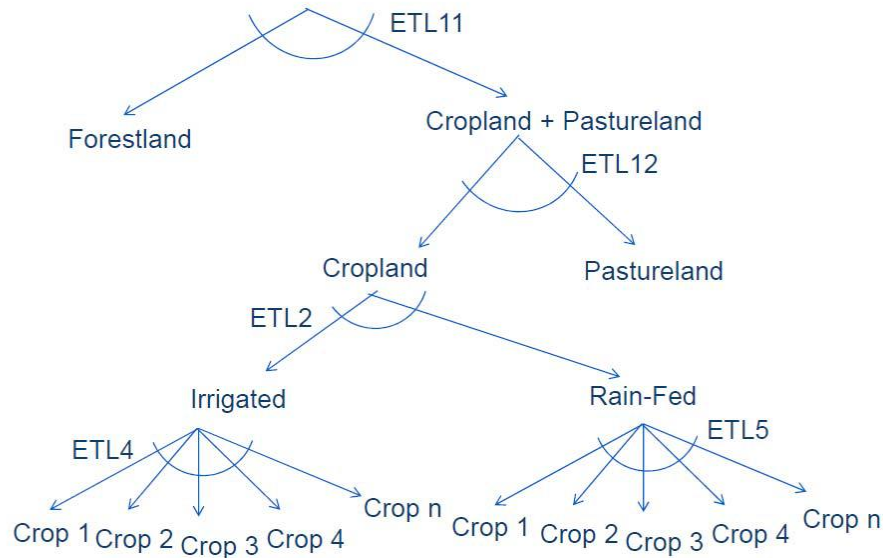 ETL11
Forestland
Cropland + Pastureland
ETL12
Cropland
Pastureland
ETL2
Irrigated
Rain-Fed
ETL4
ETL5
Crop 1 Crop 2 Crop 3 Crop 4 Crop n
Crop 1 Crop 2 Crop 3 Crop 4 Crop n